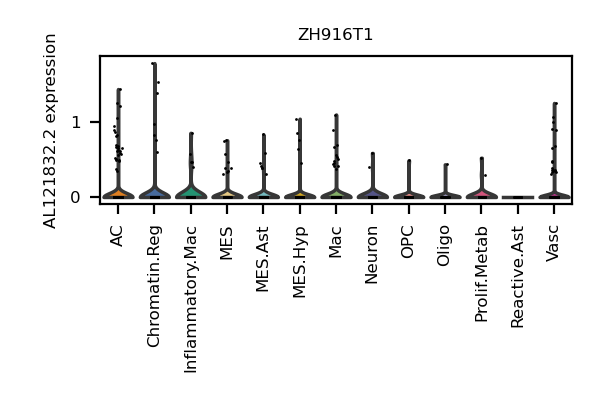 ZH916T1
AL121832.2 expression
1
0
AC
Chromatin.Reg
Inflammatory.Mac
MES
MES.Ast
MES.Hyp
Mac
Neuron
OPC
Oligo
Prolif.Metab
Reactive.Ast
Vasc